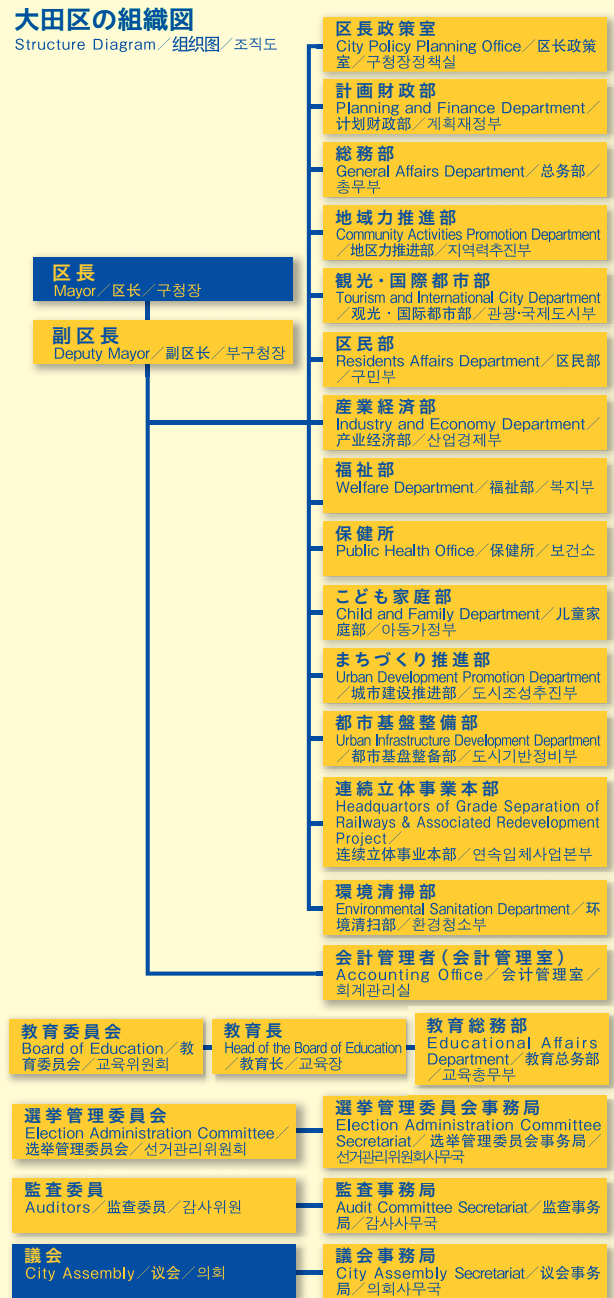 大田区の組織図
Structure Diagram／组织图／조직도
区長政策室
City Policy Planning Office／区长政策
室／구청장정책실
計画財政部
Planning and Finance Department／
计划财政部／계획재정부
総務部
General Affairs Department／总务部／
총무부
地域力推進部
Community Activities Promotion Department
／地区力推进部／지역력추진부
区長
Mayor／区长／구청장
観光・国際都市部
Tourism and International City Department
／观光・国际都市部／관광·국제도시부
副区長
Deputy Mayor／副区长／부구청장
区民部
Residents Affairs Department／区民部
／구민부
産業経済部
Industry and Economy Department／
产业经济部／산업경제부
福祉部
Welfare Department／福祉部／복지부
保健所
Public Health Office／保健所／보건소
こども家庭部
Child and Family Department／儿童家
庭部／아동가정부
まちづくり推進部
Urban Development Promotion Department
／城市建设推进部／도시조성추진부
都市基盤整備部
Urban Infrastructure Development Department
／都市基盘整备部／도시기반정비부
連続立体事業本部
Headquartors of Grade Separation of
Railways & Associated Redevelopment
Project／
连续立体事业本部／연속입체사업본부
環境清掃部
Environmental Sanitation Department／环
境清扫部／환경청소부
会計管理者（会計管理室）
Accounting Office／会计管理室／
회계관리실
教育委員会
Board of Education／教
育委员会／교육위원회
教育長
Head of the Board of Education
／教育长／교육장
教育総務部
Educational Affairs
Department／教育总务部
／교육총무부
選挙管理委員会
Election Administration Committee／
选举管理委员会／선거관리위원회
選挙管理委員会事務局
Election Administration Committee
Secretariat／选举管理委员会事务局／
선거관리위원회사무국
監査委員
Auditors／监查委员／감사위원
監査事務局
Audit Committee Secretariat／监查事务
局／감사사무국
議会
City Assembly／议会／의회
議会事務局
City Assembly Secretariat／议会事务
局／의회사무국